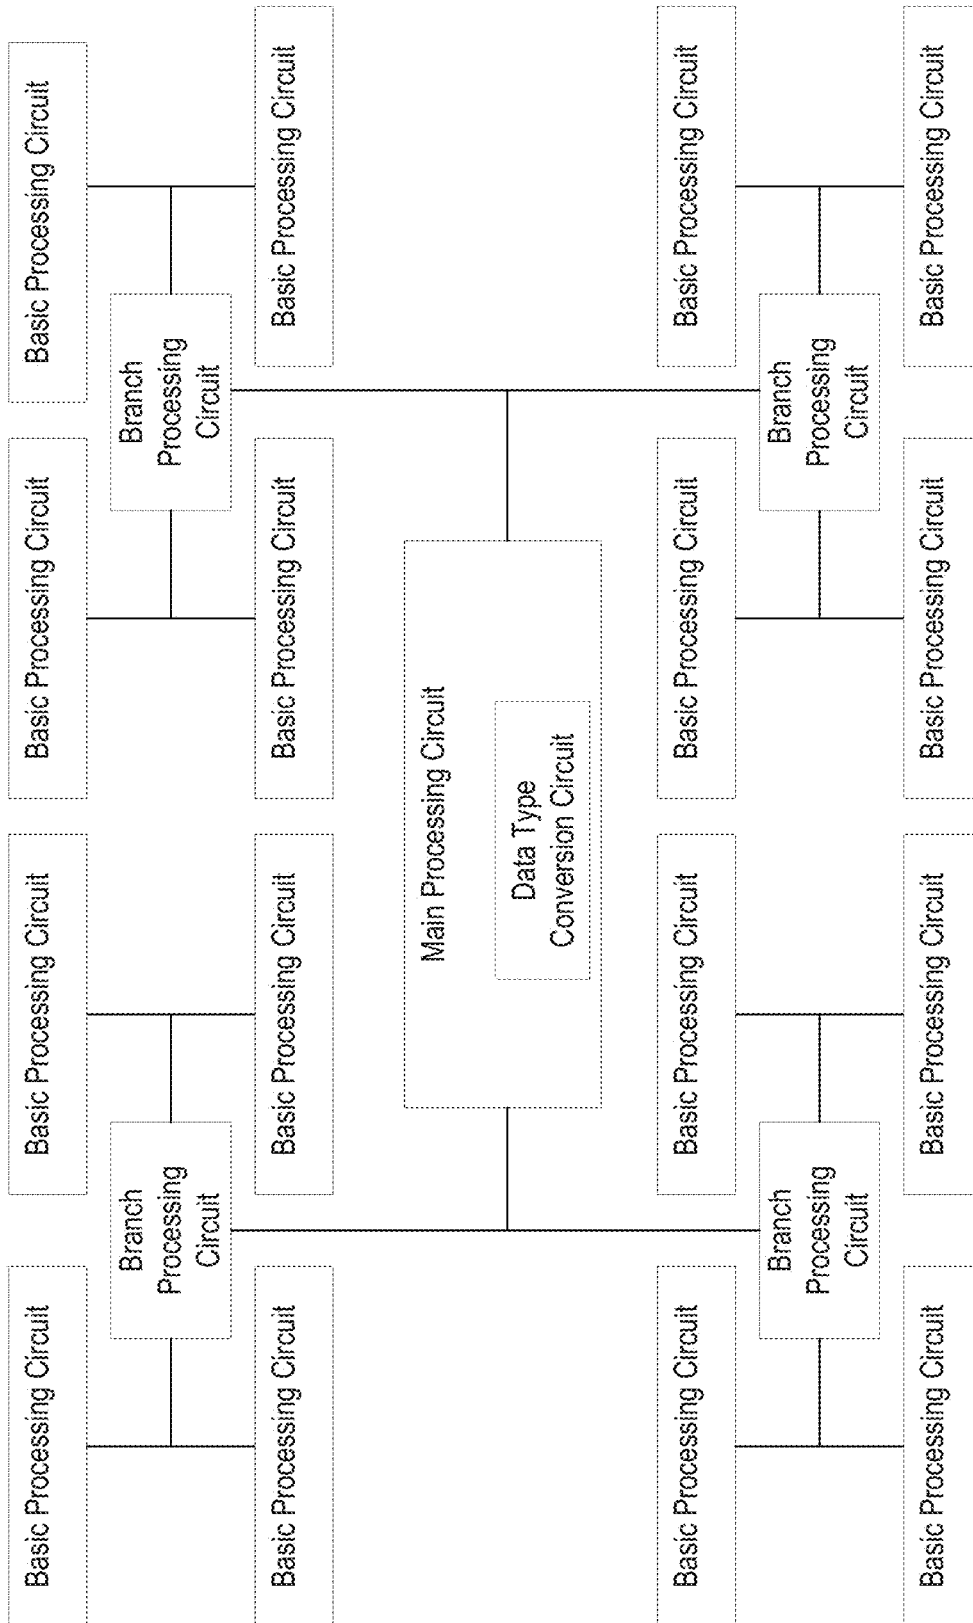 Basic Processing Circuit
Basic Processing Circuit
Basic Processing Circuit
Basic Processing Circuit
Branch
Processing
Circuit
Branch
Processing
Circuit
Basic Processing Circuit
Basic Processing Circuit
Basic Processing Circuit
Basic Processing Circuit
Main Processing Circuit
Data Type
Conversion Circuit
Basic Processing Circuit
Basic Processing Circuit
Basic Processing Circuit
Basic Processing Circuit
Branch
Processing
Circuit
Branch
Processing
Circuit
Basic Processing Circuit
Basic Processing Circuit
Basic Processing Circuit
Basic Processing Circuit